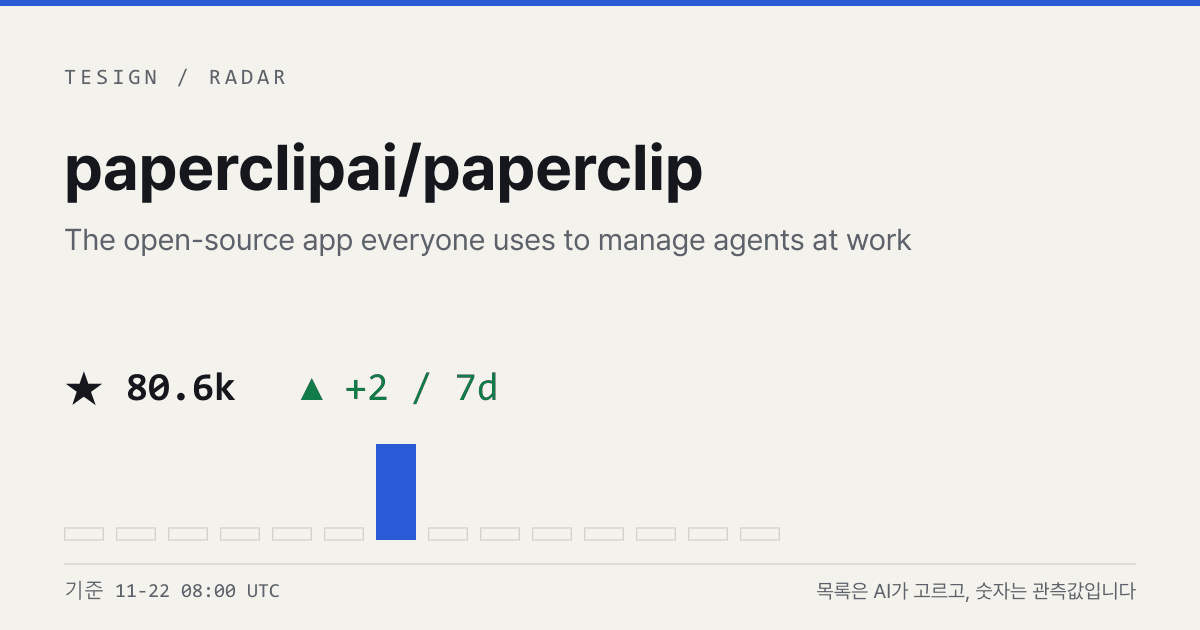 TESIGN / RADAR
paperclipai/paperclip
The open-source app everyone uses to manage agents at work
★ 80.6k ▲ +2 / 7d
기준 11-22 08:00 UTC
목록은 AI가 고르고, 숫자는 관측값입니다